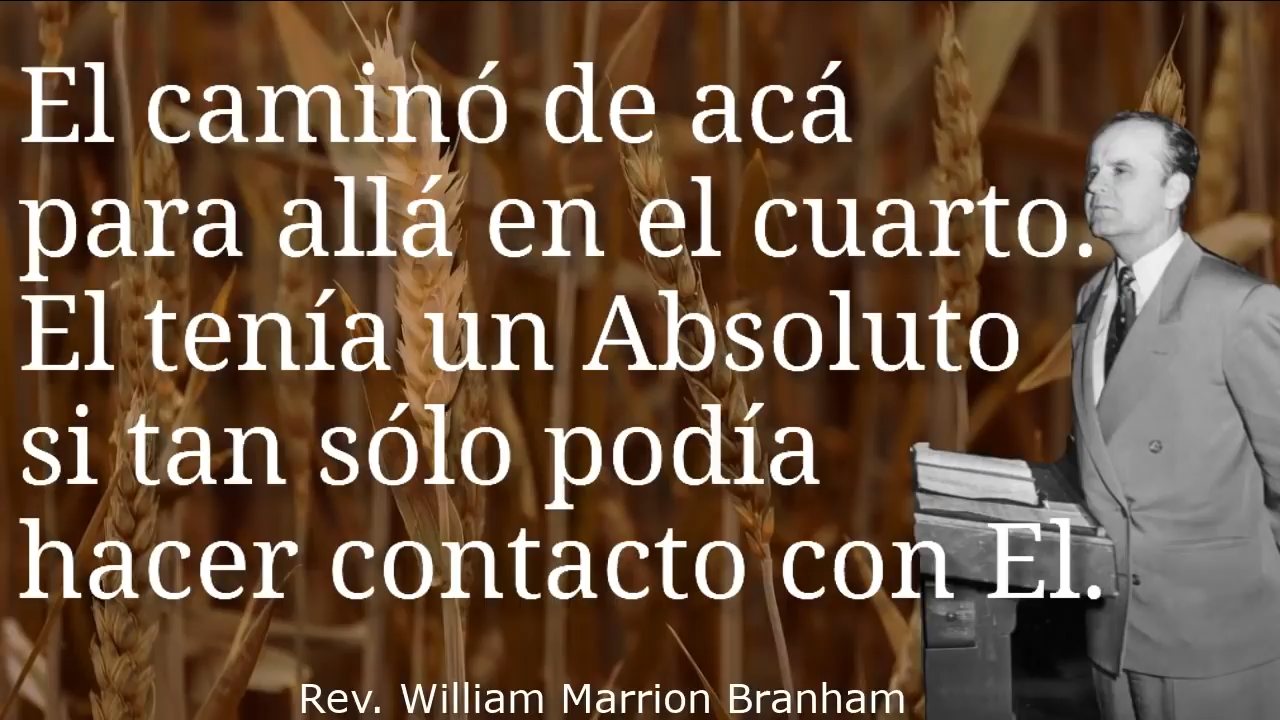 El caminó de acá
para allá en el cuarto.
El tenía un Absoluto
si tan sólo podía
hacer contacto con El.
Rev. William Marrion Branham